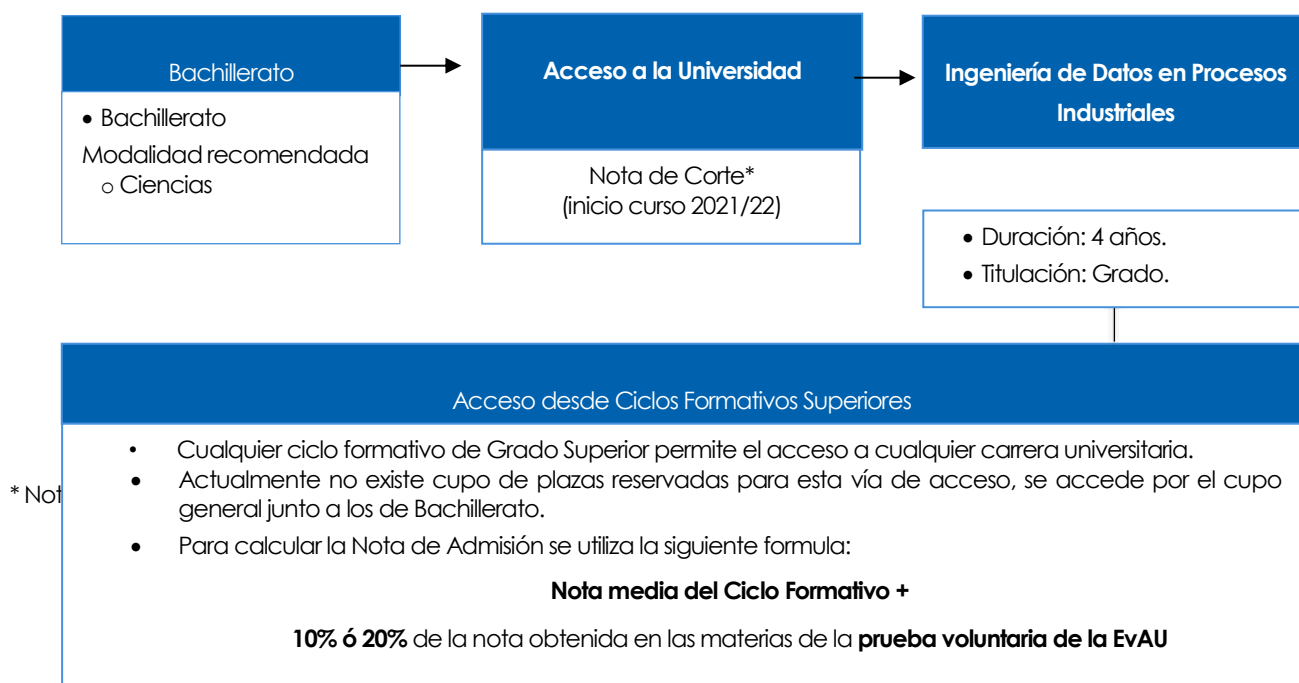 Bachillerato
• Bachillerato
Modalidad recomendada
o Ciencias
Acceso a la Universidad
Nota de Corte*
(inicio curso 2021/22)
Ingeniería de Datos en Procesos
Industriales
• Duración: 4 años.
• Titulación: Grado.
Acceso desde Ciclos Formativos Superiores
• Cualquier ciclo formativo de Grado Superior permite el acceso a cualquier carrera universitaria.
• Actualmente no existe cupo de plazas reservadas para esta vía de acceso, se accede por el cupo
general junto a los de Bachillerato.
* Not
• Para calcular la Nota de Admisión se utiliza la siguiente formula:
Nota media del Ciclo Formativo +
10% ó 20% de la nota obtenida en las materias de la prueba voluntaria de la EvAU